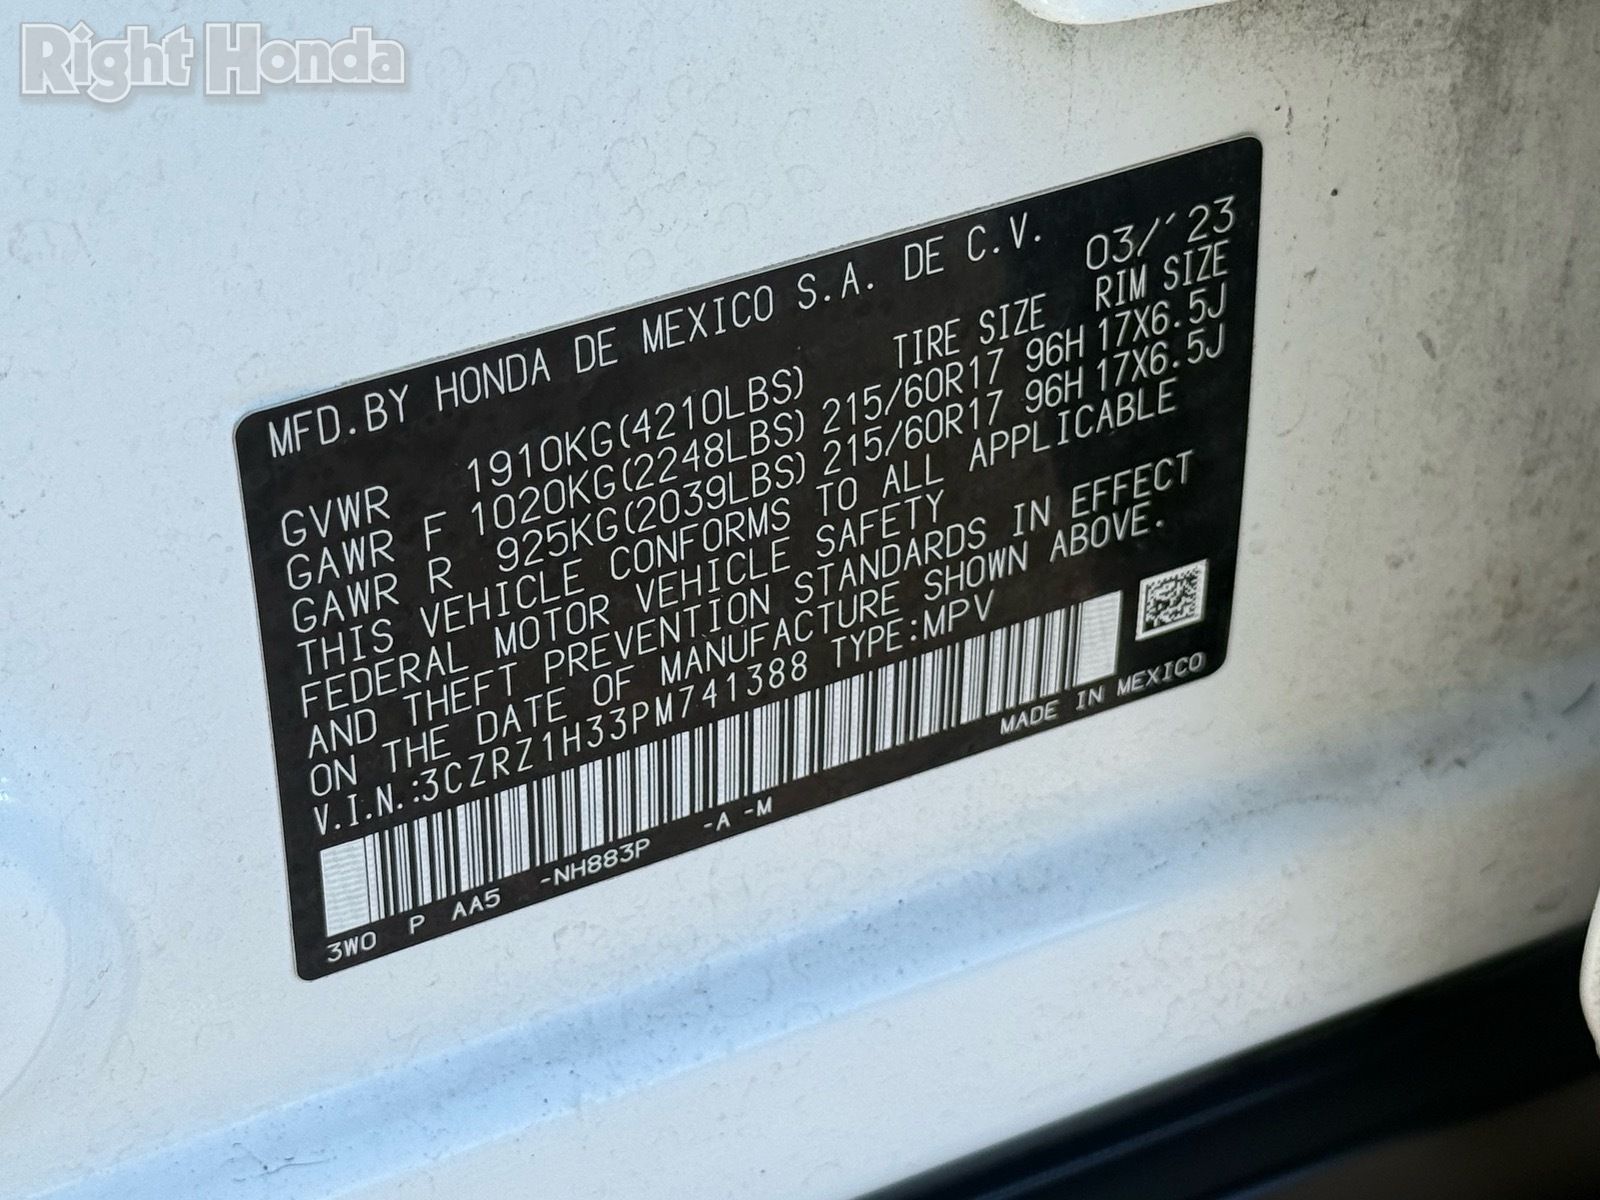 Right Honda
MFD.BY HONDA DE MEXICO S.A. DE C.V. 03/'23
TIRE SIZE RIM SIZE
GVWR 1910KG(4210LBS)
GAWR F 1020KG(2248LBS) 215/60R17 96H 17X6.5J
GAWR R 925KG(2039LBS) 215/60R17 96H 17X6.5J
THIS VEHICLE CONFORMS TO ALL APPLICABLE
FEDERAL MOTOR VEHICLE SAFETY
AND THEFT PREVENTION STANDARDS IN EFFECT
ON THE DATE OF MANUFACTURE SHOWN ABOVE.
V.I.N.:3CZRZ1H33PM741388 TYPE:MPV
3W0 P AA5 -NH883P -A -M MADE IN MEXICO